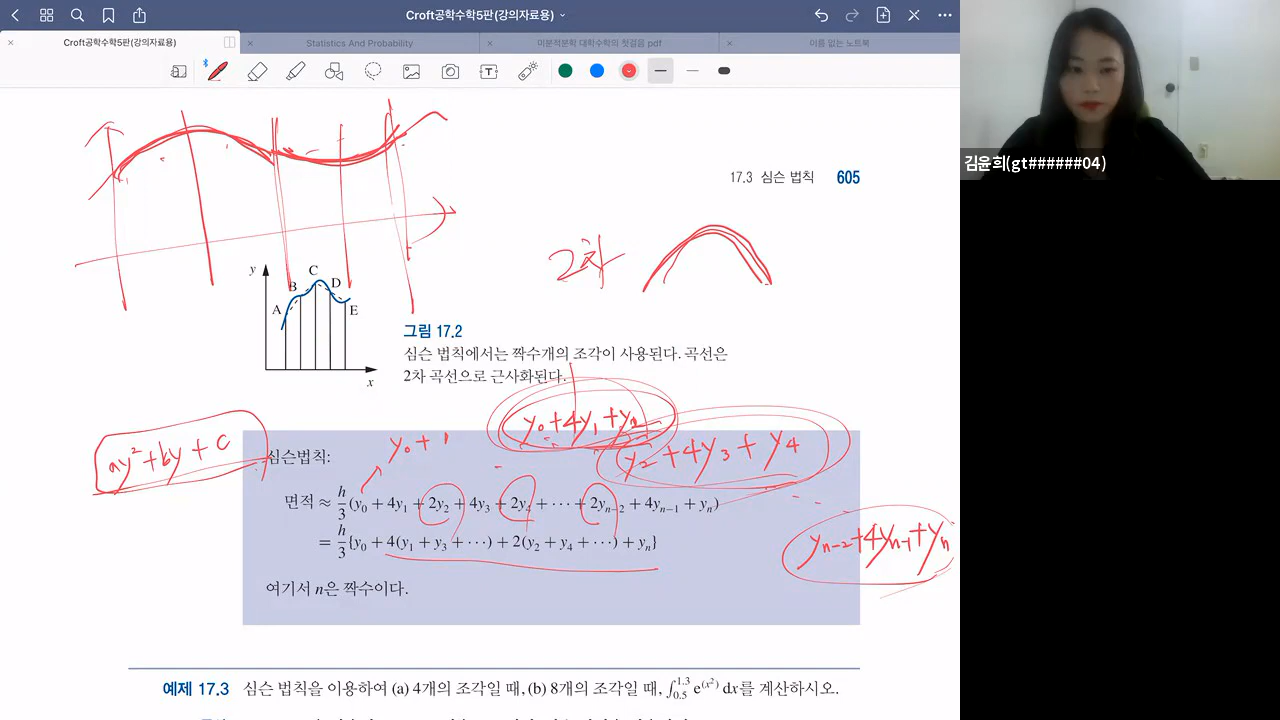 Croft공학수학5판(강의자료용)
Croft공학수학5판(강의자료용)
Statistics And Probability
미분적분학 대학수학의 첫걸음 pdf
이름 없는 노트북
김윤희(gt######04)
17.3 심슨 법칙 605
2차
y
A
B
C
D
E
x
그림 17.2
심슨 법칙에서는 짝수개의 조각이 사용된다. 곡선은
2차 곡선으로 근사화된다.
ay²+by+c
y₀+
y₀+4y₁+y₂
y₂+4y₃+y₄
심슨법칙:
면적 ≈ h/3(y₀ + 4y₁ + 2y₂ + 4y₃ + 2y₄ + ⋯ + 2yₙ₋₂ + 4yₙ₋₁ + yₙ)
= h/3{y₀ + 4(y₁ + y₃ + ⋯) + 2(y₂ + y₄ + ⋯) + yₙ}
yₙ₋₂+4yₙ₋₁+yₙ
여기서 n은 짝수이다.
예제 17.3 심슨 법칙을 이용하여 (a) 4개의 조각일 때, (b) 8개의 조각일 때, ∫₀.₅¹·³ e^(x²) dx를 계산하시오.